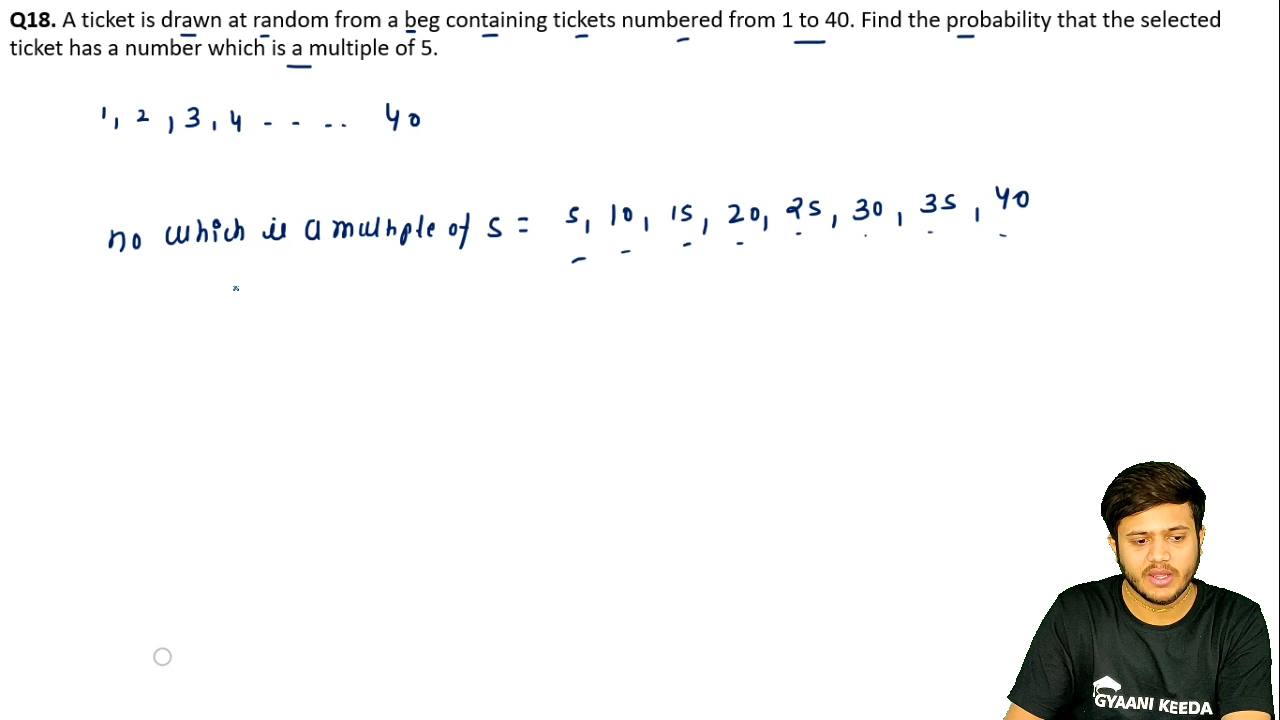 Q18. A ticket is drawn at random from a beg containing tickets numbered from 1 to 40. Find the probability that the selected
ticket has a number which is a multiple of 5.
1, 2, 3, 4 - - - .. 40
no which is a multiple of 5 = 5, 10, 15, 20, 25, 30, 35, 40
GYAANI KEEDA